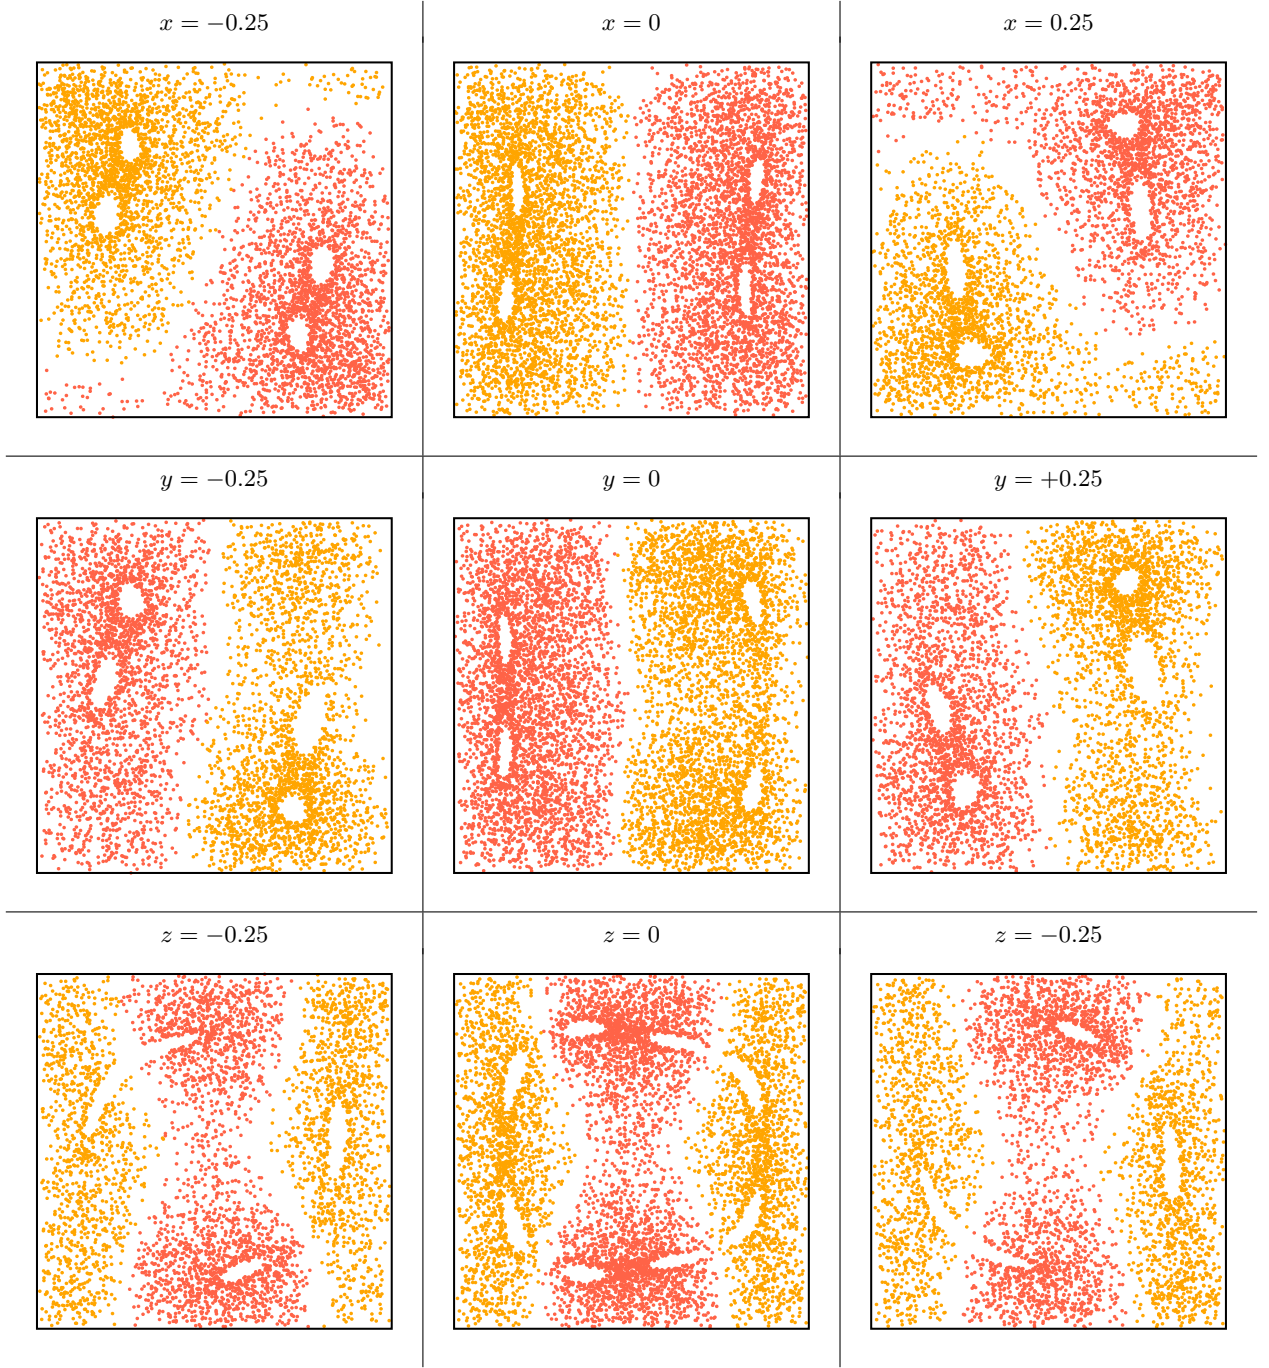 x = −0.25
x = 0
x = 0.25
y = −0.25
y = 0
y = +0.25
z = −0.25
z = 0
z = −0.25